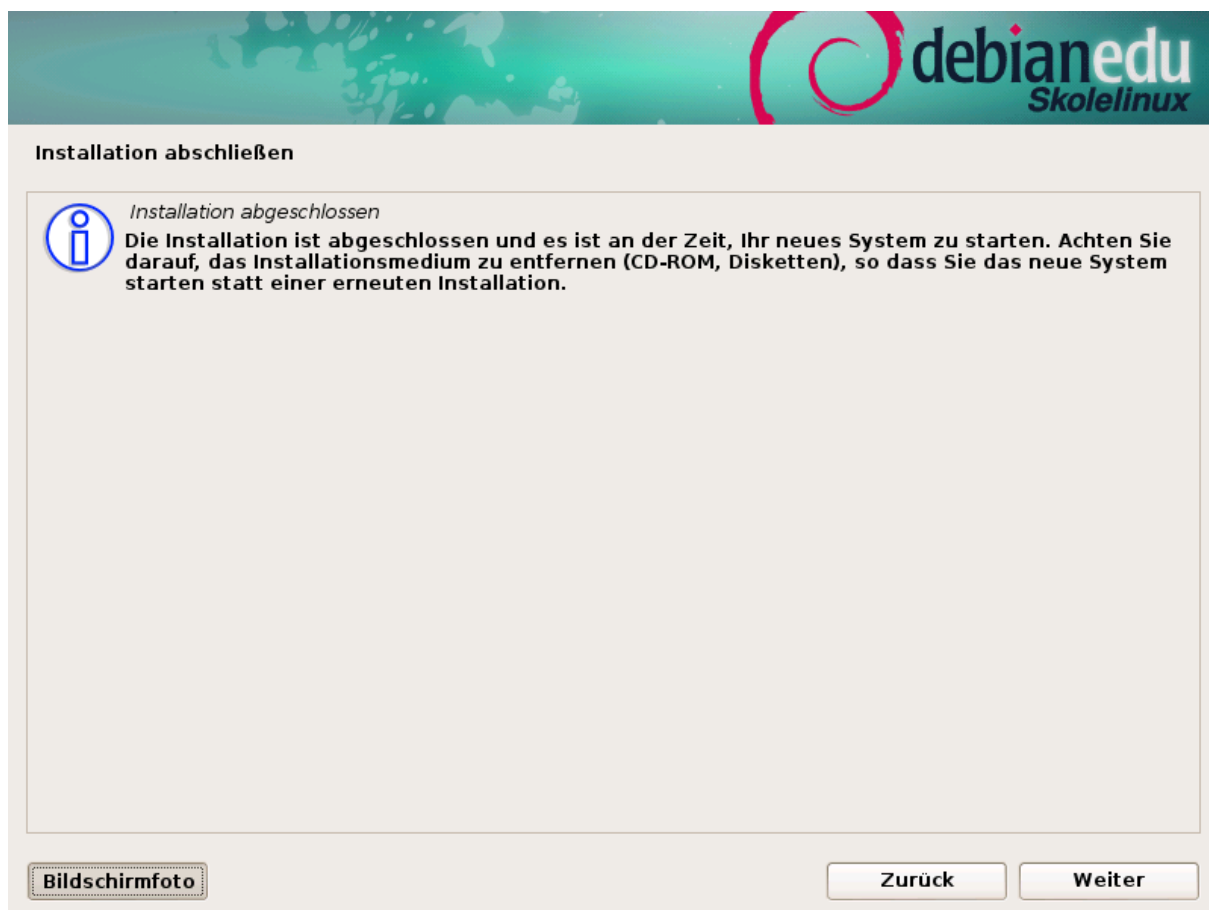 debianedu
Skolelinux
Installation abschließen
Installation abgeschlossen
Die Installation ist abgeschlossen und es ist an der Zeit, Ihr neues System zu starten. Achten Sie
darauf, das Installationsmedium zu entfernen (CD-ROM, Disketten), so dass Sie das neue System
starten statt einer erneuten Installation.
Bildschirmfoto
Zurück
Weiter